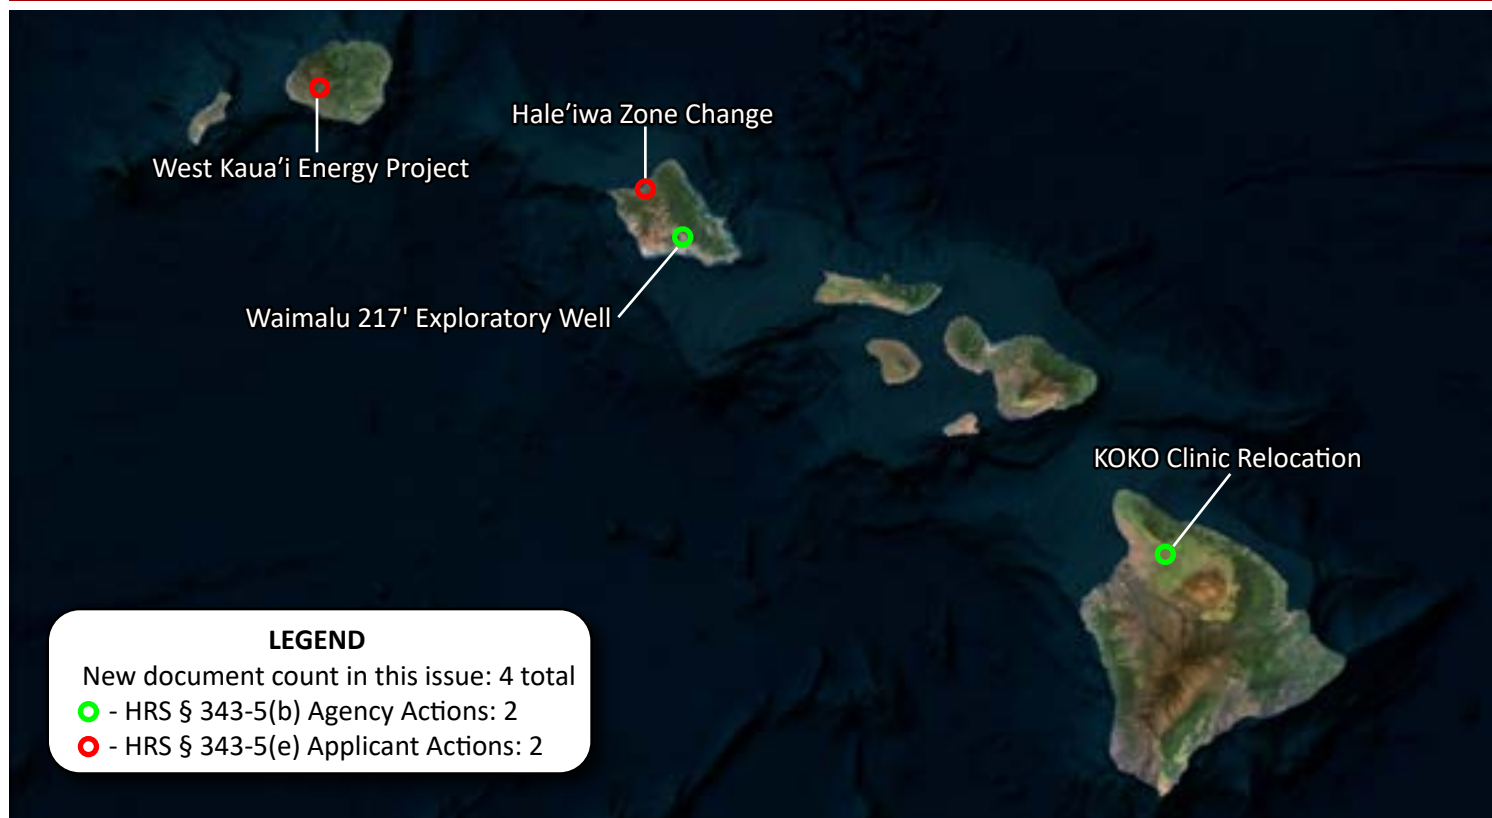 Hale’iwa Zone Change
West Kaua’i Energy Project
Waimalu 217' Exploratory Well
KOKO Clinic Relocation
LEGEND
New document count in this issue: 4 total
- HRS § 343-5(b) Agency Actions: 2
- HRS § 343-5(e) Applicant Actions: 2